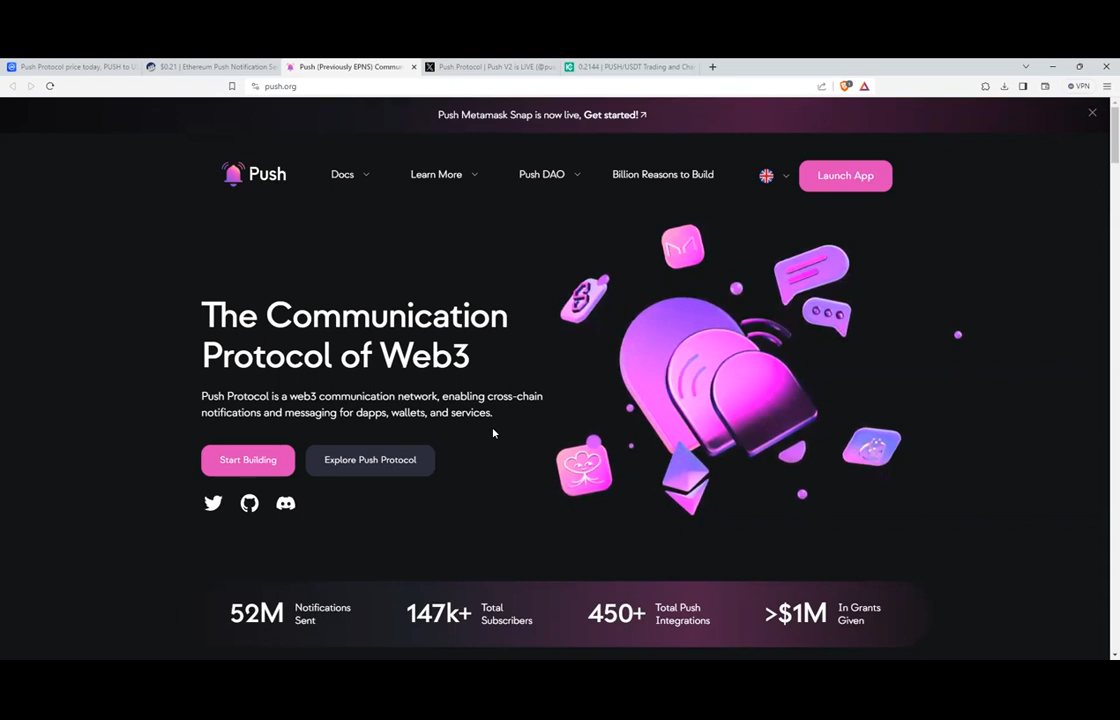 Push Protocol price today, PUSH to U
$0.21 | Ethereum Push Notification Se
Push (Previously EPNS) Commun
Push Protocol | Push V2 is LIVE (@pu
0.2144 | PUSH/USDT Trading and Cha
push.org
VPN
Push Metamask Snap is now live, Get started!
Push
Docs
Learn More
Push DAO
Billion Reasons to Build
Launch App
The Communication
Protocol of Web3
Push Protocol is a web3 communication network, enabling cross-chain
notifications and messaging for dapps, wallets, and services.
Start Building
Explore Push Protocol
52M
Notifications
Sent
147k+
Total
Subscribers
450+
Total Push
Integrations
>$1M
In Grants
Given